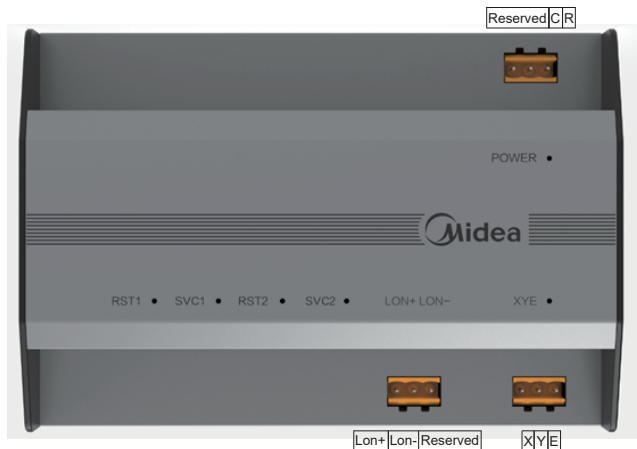 Reserved C R
POWER
Midea
RST1 SVC1 RST2 SVC2 LON+ LON− XYE
Lon+ Lon- Reserved X Y E